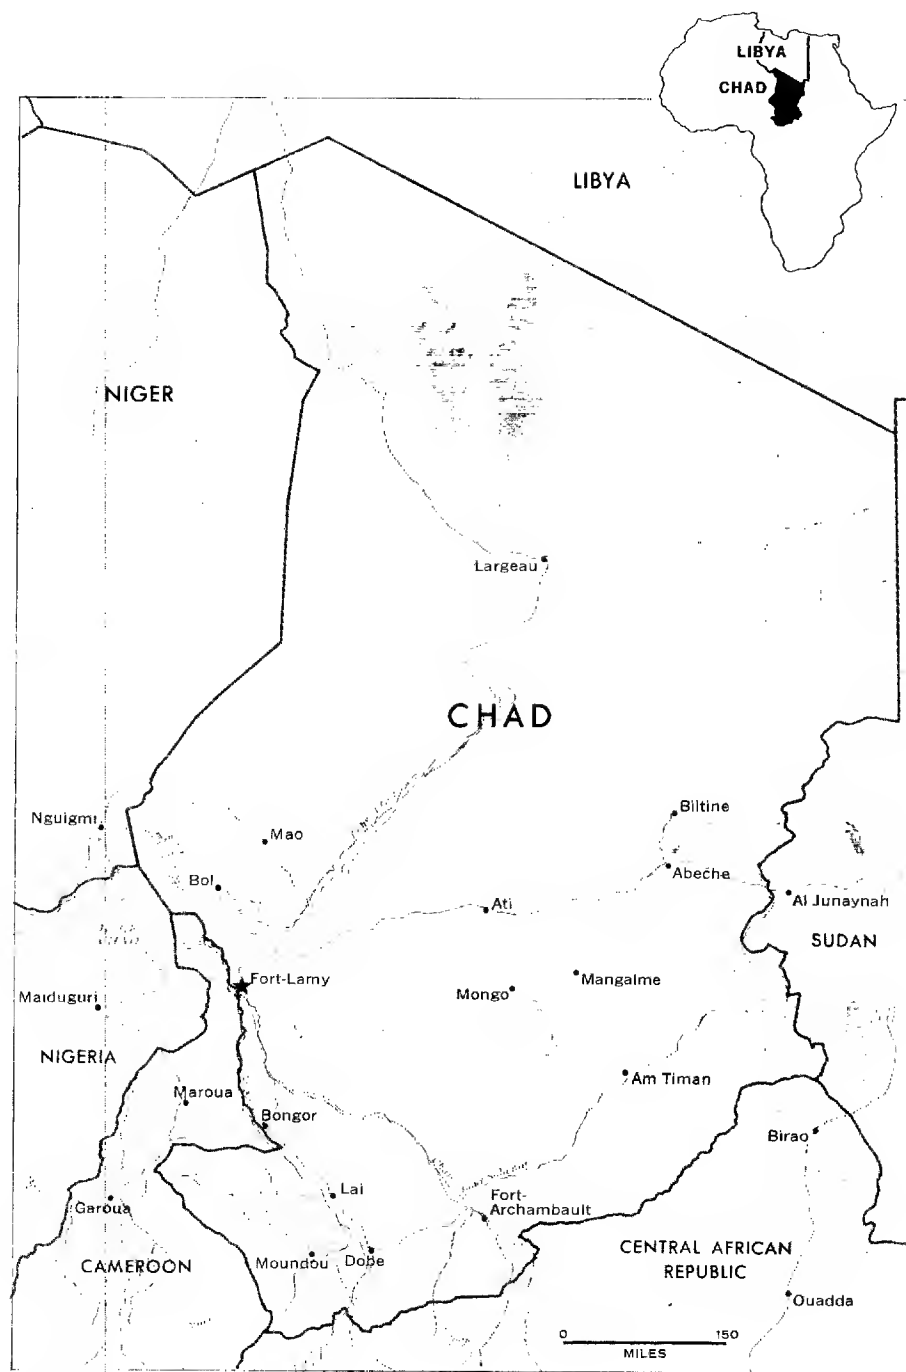 LIBYA
CHAD
LIBYA
NIGER
Largeau
CHAD
Biltine
Nguigmi
Mao
Abeche
Bol
Al Junaynah
Ati
SUDAN
Fort-Lamy
Mangalme
Mongo
Maiduguri
NIGERIA
Am Timan
Maroua
Bongor
Birao
Lai
Fort-
Archambault
Garoua
CENTRAL AFRICAN
REPUBLIC
CAMEROON
Moundou
Dobe
Ouadda
0 150
MILES